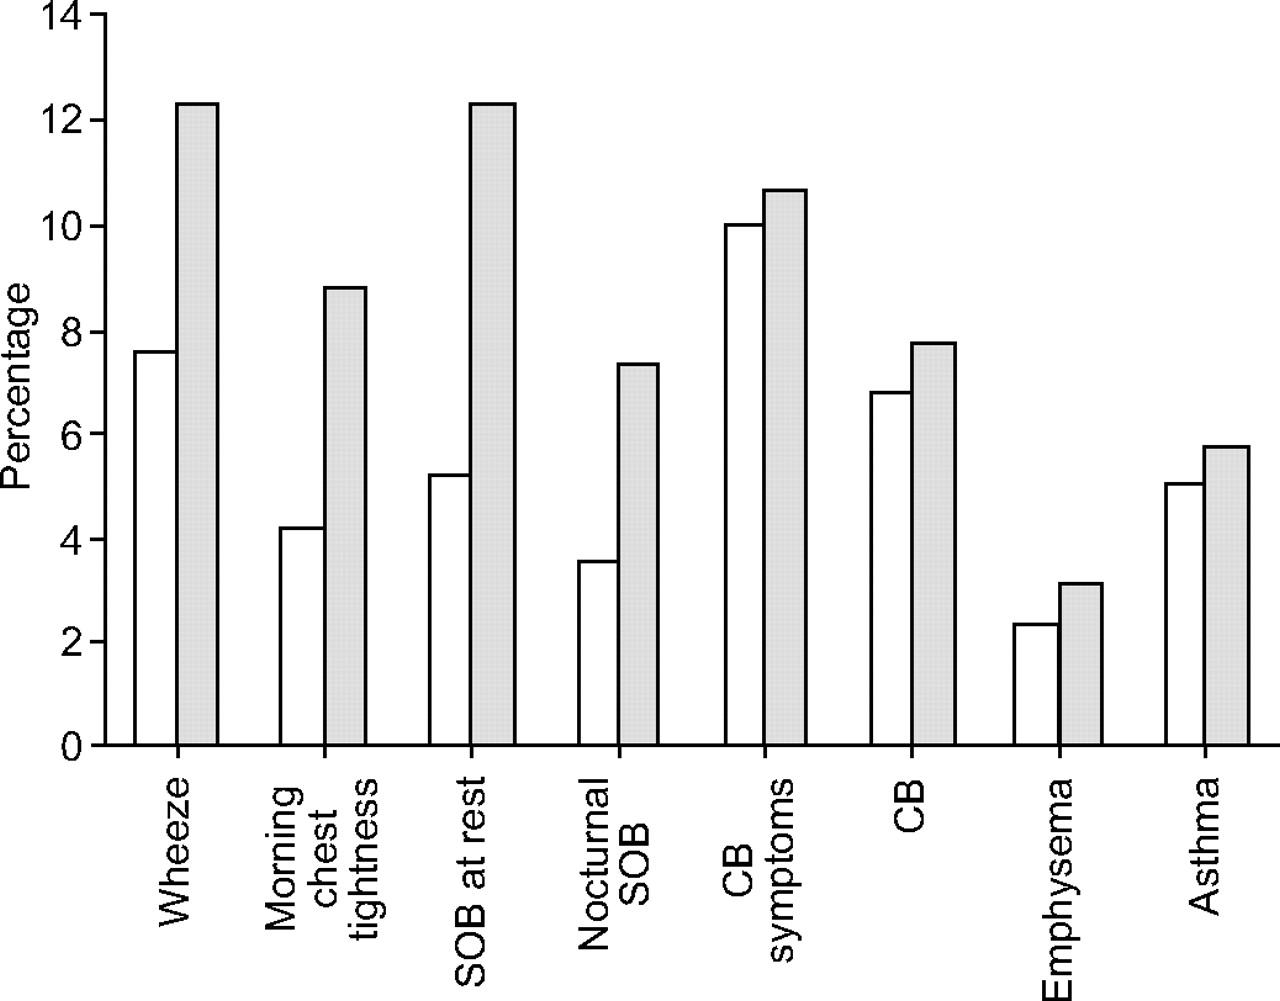 14
12
10
8
6
4
2
0
Percentage
Wheeze
Morning
chest
tightness
SOB at rest
Nocturnal
SOB
CB
symptoms
CB
Emphysema
Asthma